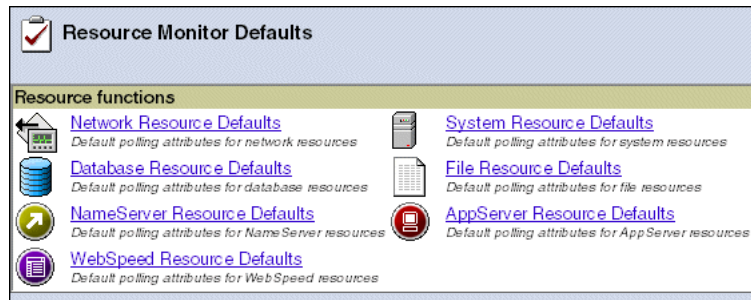 Resource Monitor Defaults
Resource functions
Network Resource Defaults
Default polling attributes for network resources
System Resource Defaults
Default polling attributes for system resources
Database Resource Defaults
Default polling attributes for database resources
File Resource Defaults
Default polling attributes for file resources
NameServer Resource Defaults
Default polling attributes for NameServer resources
AppServer Resource Defaults
Default polling attributes for AppServer resources
WebSpeed Resource Defaults
Default polling attributes for WebSpeed resources